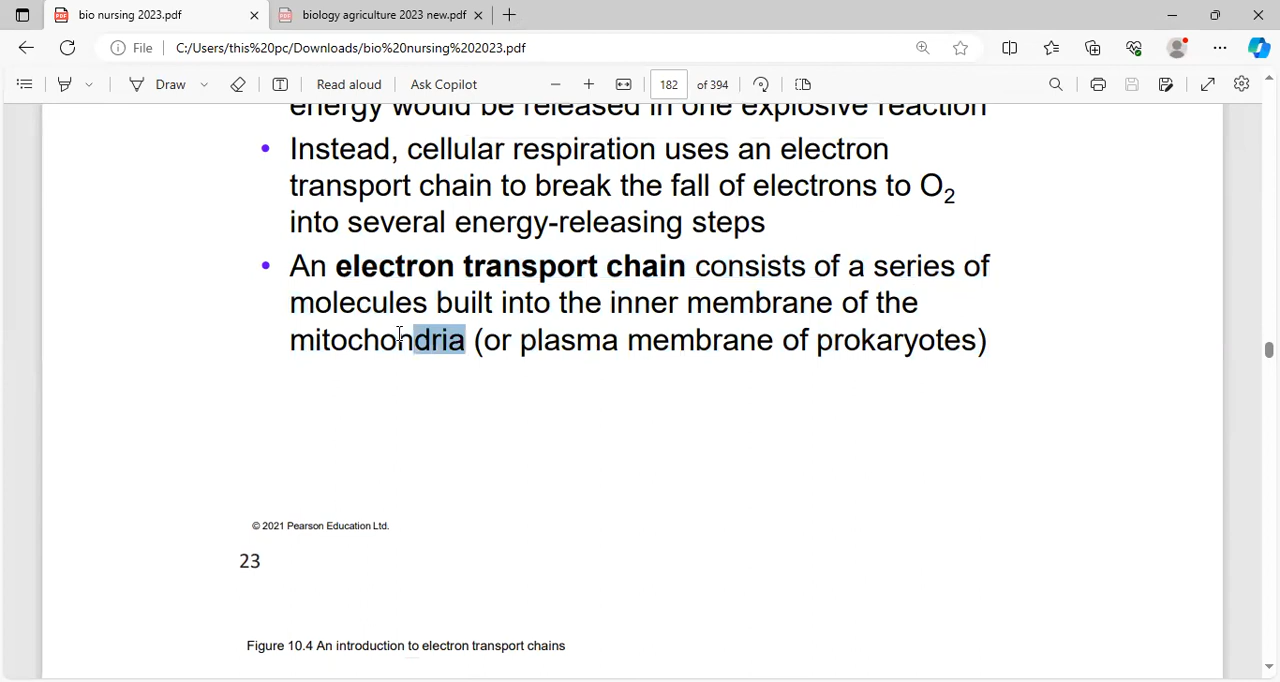 bio nursing 2023.pdf
biology agriculture 2023 new.pdf
File
C:/Users/this%20pc/Downloads/bio%20nursing%202023.pdf
Draw
Read aloud
Ask Copilot
182 of 394
energy would be released in one explosive reaction
• Instead, cellular respiration uses an electron
transport chain to break the fall of electrons to O₂
into several energy-releasing steps
• An electron transport chain consists of a series of
molecules built into the inner membrane of the
mitochondria (or plasma membrane of prokaryotes)
© 2021 Pearson Education Ltd.
23
Figure 10.4 An introduction to electron transport chains